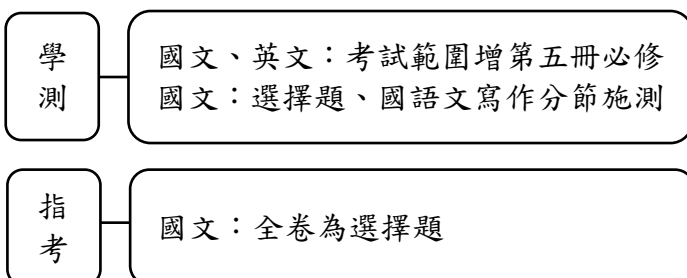 學測
國文、英文：考試範圍增第五冊必修
國文：選擇題、國語文寫作分節施測
指考
國文：全卷為選擇題